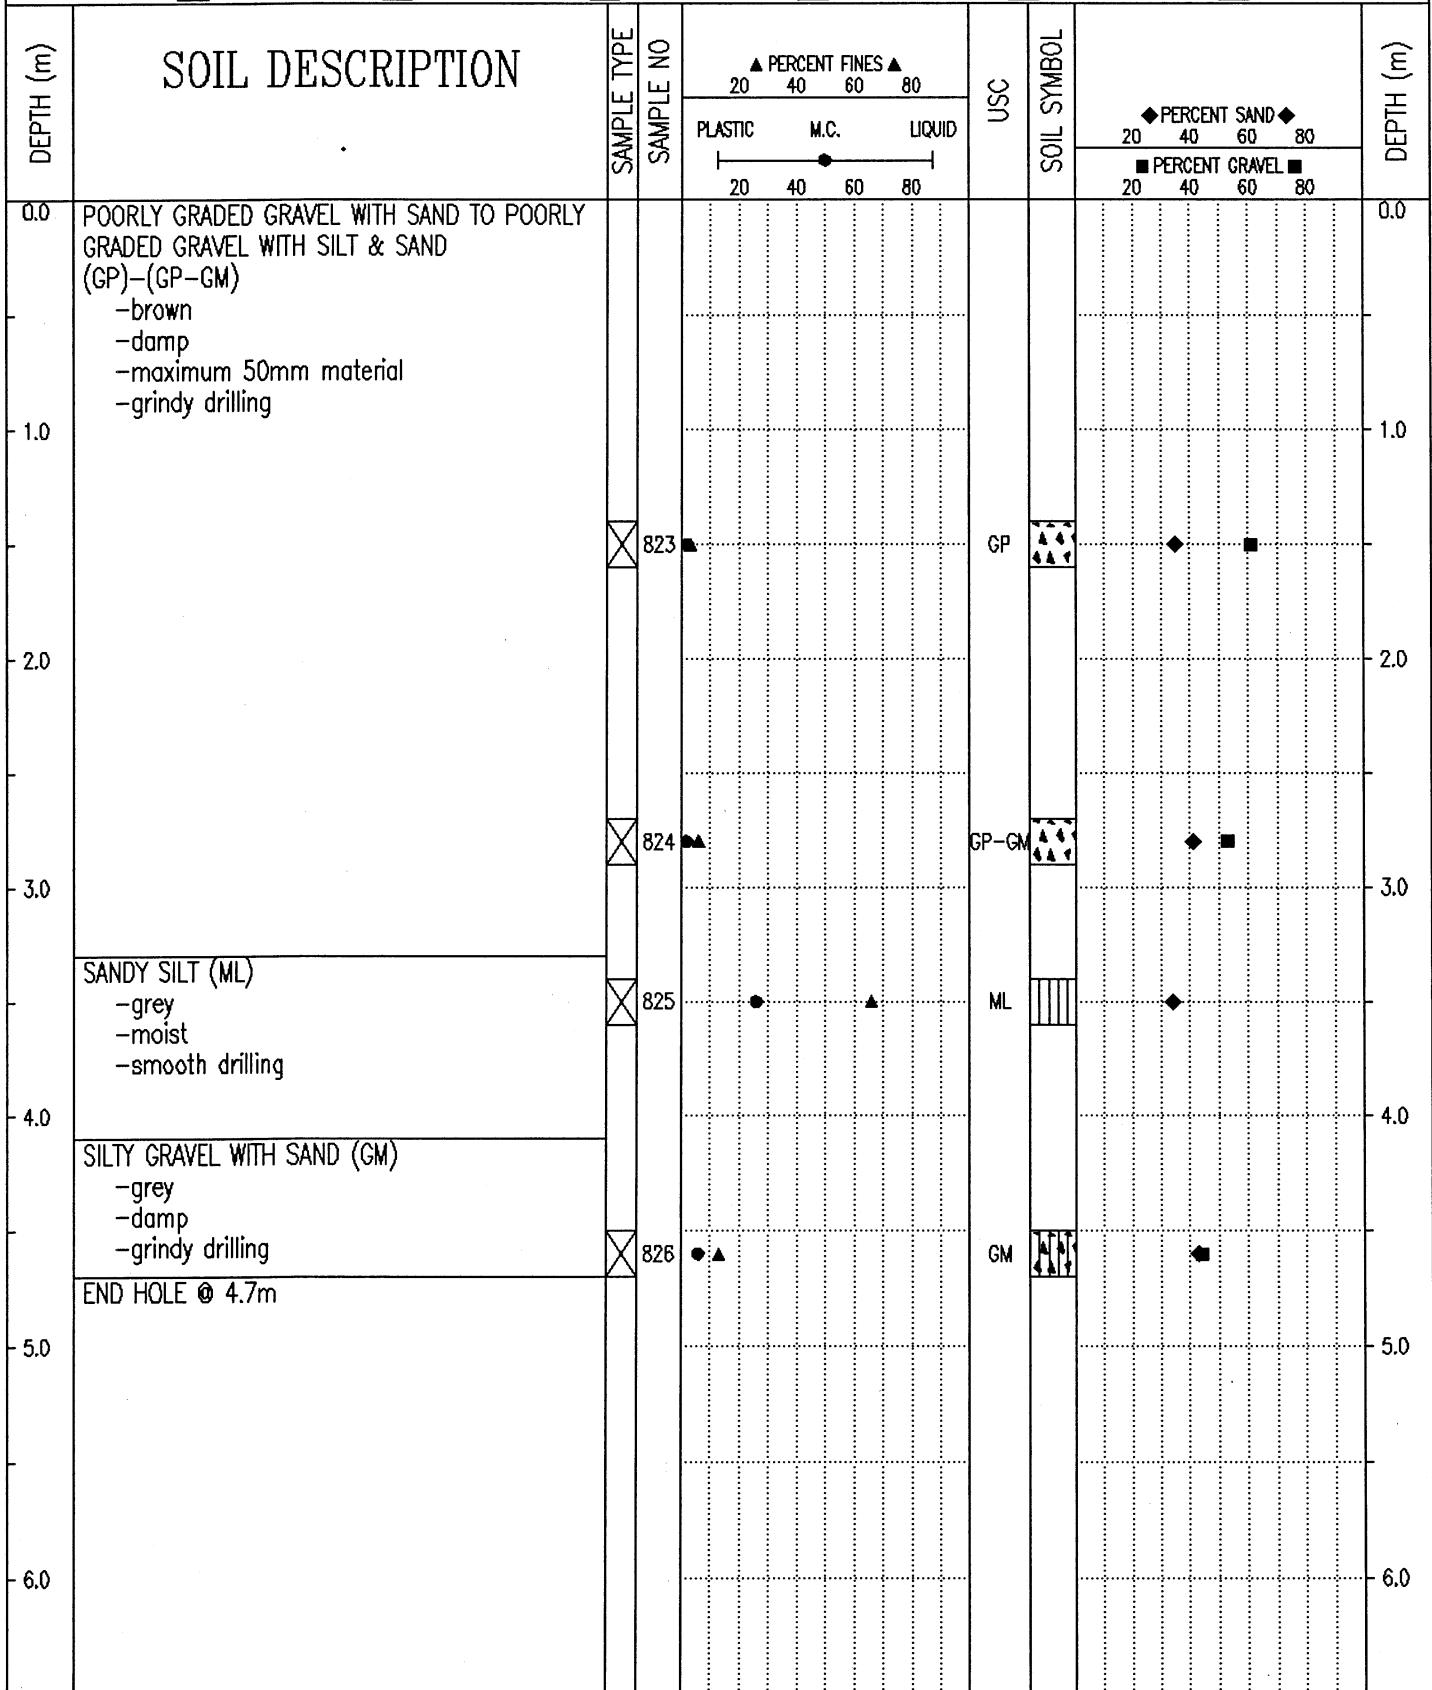 DEPTH (m)
SOIL DESCRIPTION
SAMPLE TYPE
SAMPLE NO
▲ PERCENT FINES ▲
20 40 60 80
PLASTIC M.C. LIQUID
20 40 60 80
USC
SOIL SYMBOL
◆ PERCENT SAND ◆
20 40 60 80
■ PERCENT GRAVEL ■
20 40 60 80
DEPTH (m)
0.0 0.0
POORLY GRADED GRAVEL WITH SAND TO POORLY
GRADED GRAVEL WITH SILT & SAND
(GP)-(GP-GM)
-brown
-damp
-maximum 50mm material
-grindy drilling
1.0 1.0
823 GP
2.0 2.0
824 GP-GM
3.0 3.0
SANDY SILT (ML)
-grey
825 ML
-moist
-smooth drilling
4.0 4.0
SILTY GRAVEL WITH SAND (GM)
-grey
-damp
-grindy drilling
826 GM
END HOLE @ 4.7m
5.0 5.0
6.0 6.0